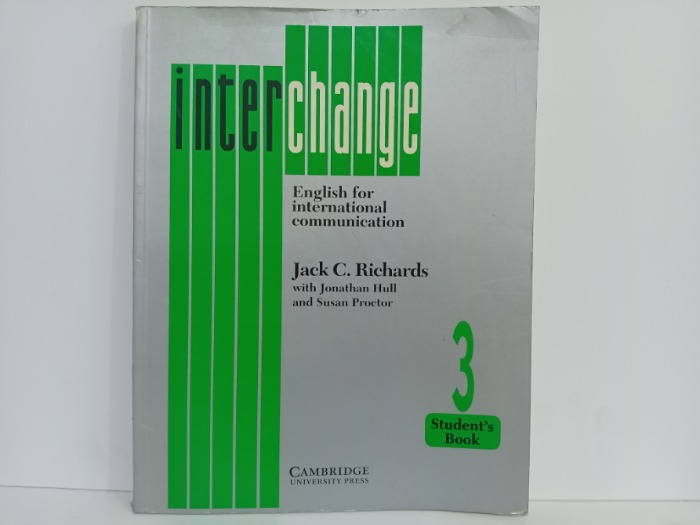 interchange
English for
international
communication
Jack C. Richards
with Jonathan Hull
and Susan Proctor
3
Student's
Book
CAMBRIDGE
UNIVERSITY PRESS